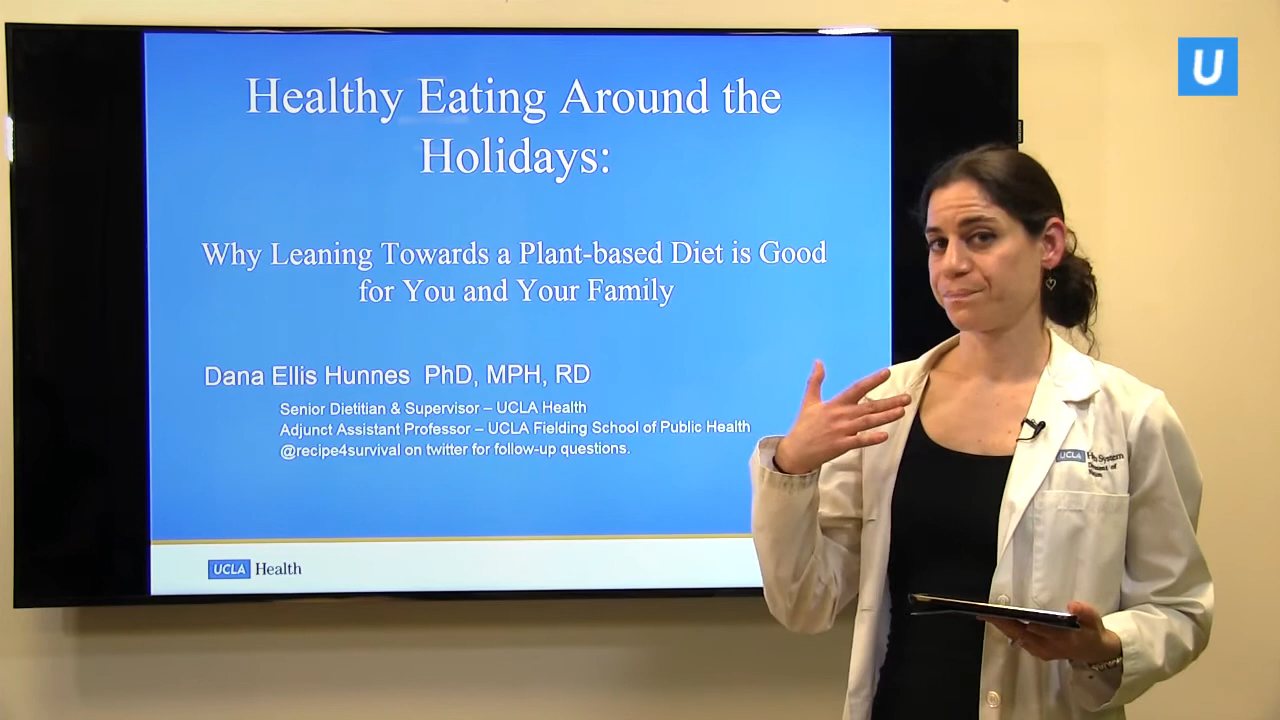 Healthy Eating Around the
Holidays:
Why Leaning Towards a Plant-based Diet is Good
for You and Your Family
Dana Ellis Hunnes PhD, MPH, RD
Senior Dietitian & Supervisor – UCLA Health
Adjunct Assistant Professor – UCLA Fielding School of Public Health
@recipe4survival on twitter for follow-up questions.
UCLA Health
U
UCLA
System